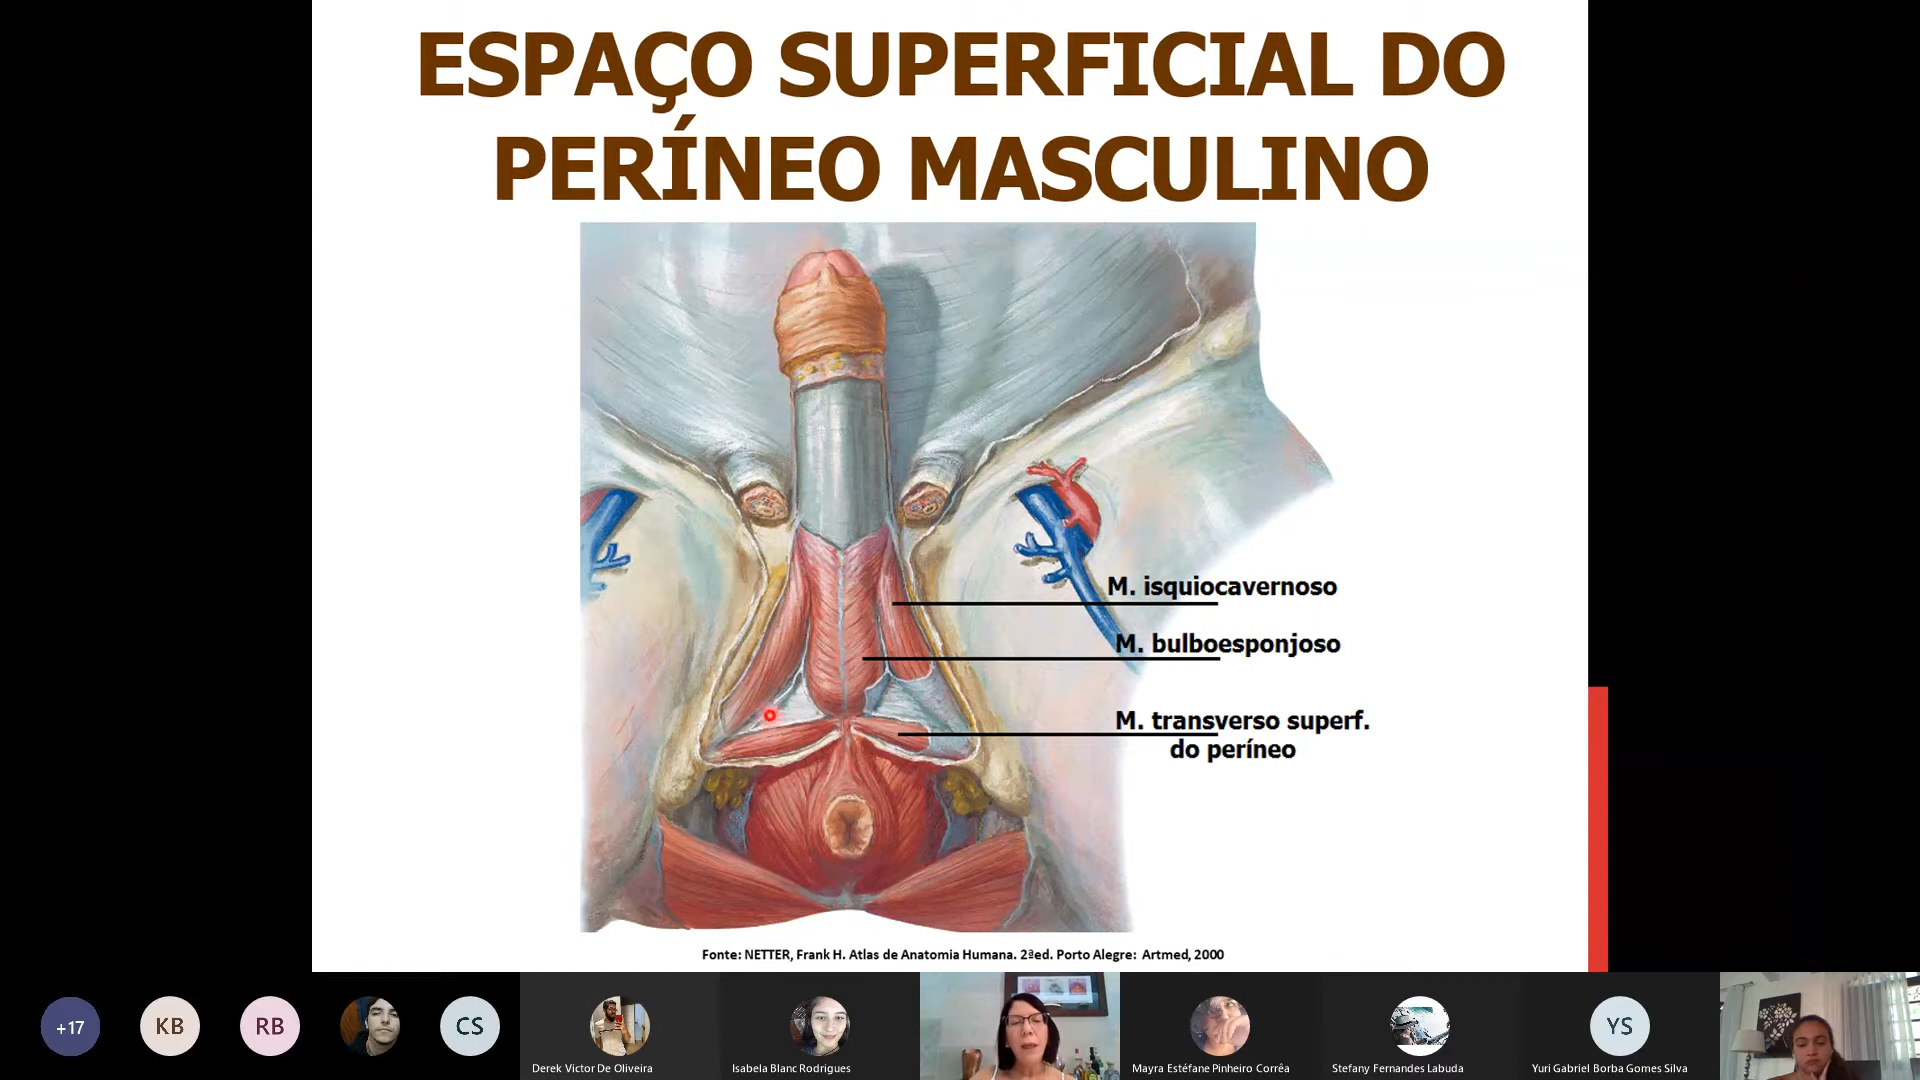 ESPAÇO SUPERFICIAL DO
PERÍNEO MASCULINO
M. isquiocavernoso
M. bulboesponjoso
M. transverso superf.
do períneo
Fonte: NETTER, Frank H. Atlas de Anatomia Humana. 2ªed. Porto Alegre: Artmed, 2000
+17
KB
RB
CS
Derek Victor De Oliveira
Isabela Blanc Rodrigues
Mayra Estéfane Pinheiro Corrêa
Stefany Fernandes Labuda
YS
Yuri Gabriel Borba Gomes Silva